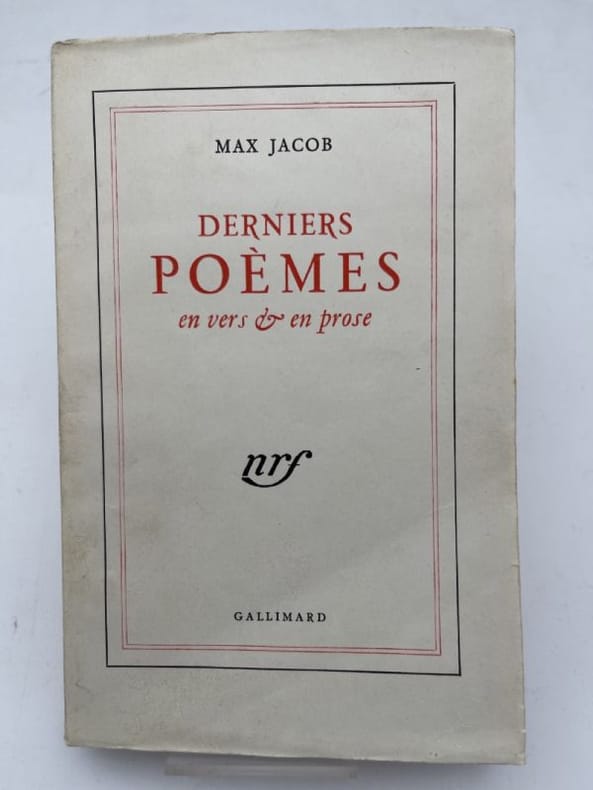 MAX JACOB
DERNIERS
POÈMES
en vers & en prose
nrf
GALLIMARD